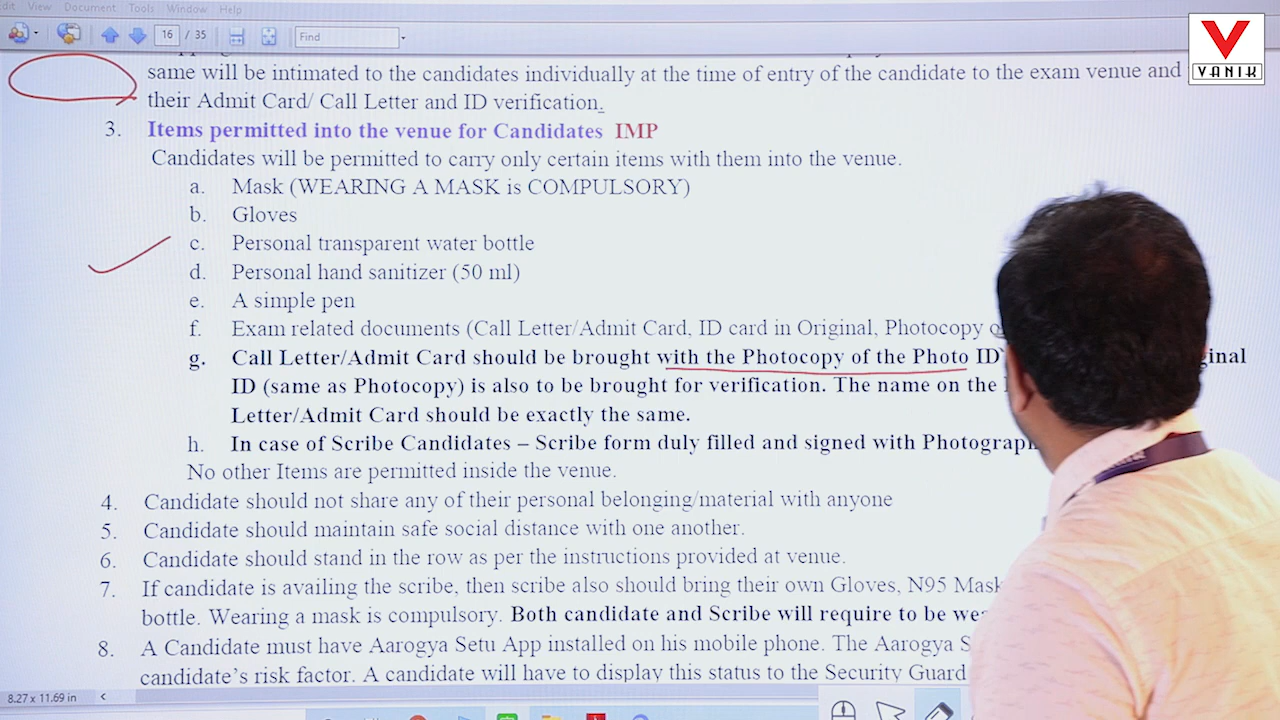 dit View Document Tools Window Help
16 / 35 Find
VANIK
same will be intimated to the candidates individually at the time of entry of the candidate to the exam venue and
their Admit Card/ Call Letter and ID verification.
3. Items permitted into the venue for Candidates IMP
Candidates will be permitted to carry only certain items with them into the venue.
a. Mask (WEARING A MASK is COMPULSORY)
b. Gloves
c. Personal transparent water bottle
d. Personal hand sanitizer (50 ml)
e. A simple pen
f. Exam related documents (Call Letter/Admit Card, ID card in Original, Photocopy
g. Call Letter/Admit Card should be brought with the Photocopy of the Photo ID ginal
ID (same as Photocopy) is also to be brought for verification. The name on the
Letter/Admit Card should be exactly the same.
h. In case of Scribe Candidates – Scribe form duly filled and signed with Photograp
No other Items are permitted inside the venue.
4. Candidate should not share any of their personal belonging/material with anyone
5. Candidate should maintain safe social distance with one another.
6. Candidate should stand in the row as per the instructions provided at venue.
7. If candidate is availing the scribe, then scribe also should bring their own Gloves, N95 Mask
bottle. Wearing a mask is compulsory. Both candidate and Scribe will require to be we
8. A Candidate must have Aarogya Setu App installed on his mobile phone. The Aarogya S
candidate's risk factor. A candidate will have to display this status to the Security Guard
8.27 x 11.69 in